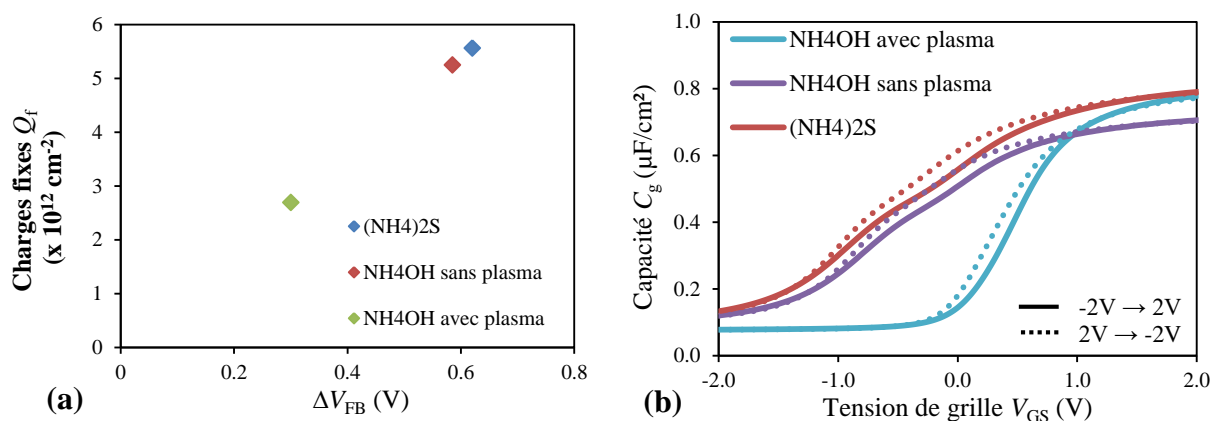 Charges fixes Qf
(x 10¹² cm⁻²)
6
5
4
3
2
1
0
0
0.2
0.4
0.6
0.8
ΔVFB (V)
(NH4)2S
NH4OH sans plasma
NH4OH avec plasma
(a)
Capacité Cg (µF/cm²)
1.0
0.8
0.6
0.4
0.2
0.0
-2.0
-1.0
0.0
1.0
2.0
Tension de grille VGS (V)
NH4OH avec plasma
NH4OH sans plasma
(NH4)2S
-2V → 2V
2V → -2V
(b)